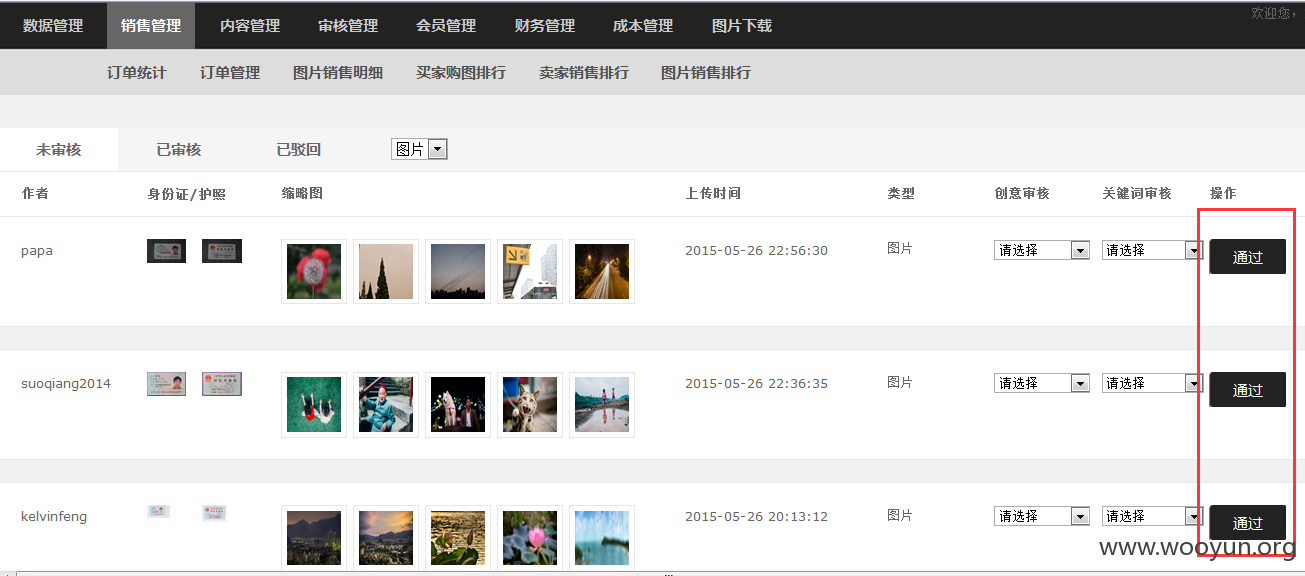 数据管理 销售管理 内容管理 审核管理 会员管理 财务管理 成本管理 图片下载 欢迎您，
订单统计 订单管理 图片销售明细 买家购图排行 卖家销售排行 图片销售排行
未审核 已审核 已驳回 图片
作者 身份证/护照 缩略图 上传时间 类型 创意审核 关键词审核 操作
papa 2015-05-26 22:56:30 图片 请选择 请选择 通过
suoqiang2014 2015-05-26 22:36:35 图片 请选择 请选择 通过
kelvinfeng 2015-05-26 20:13:12 图片 请选择 请选择 通过
www.wooyun.org